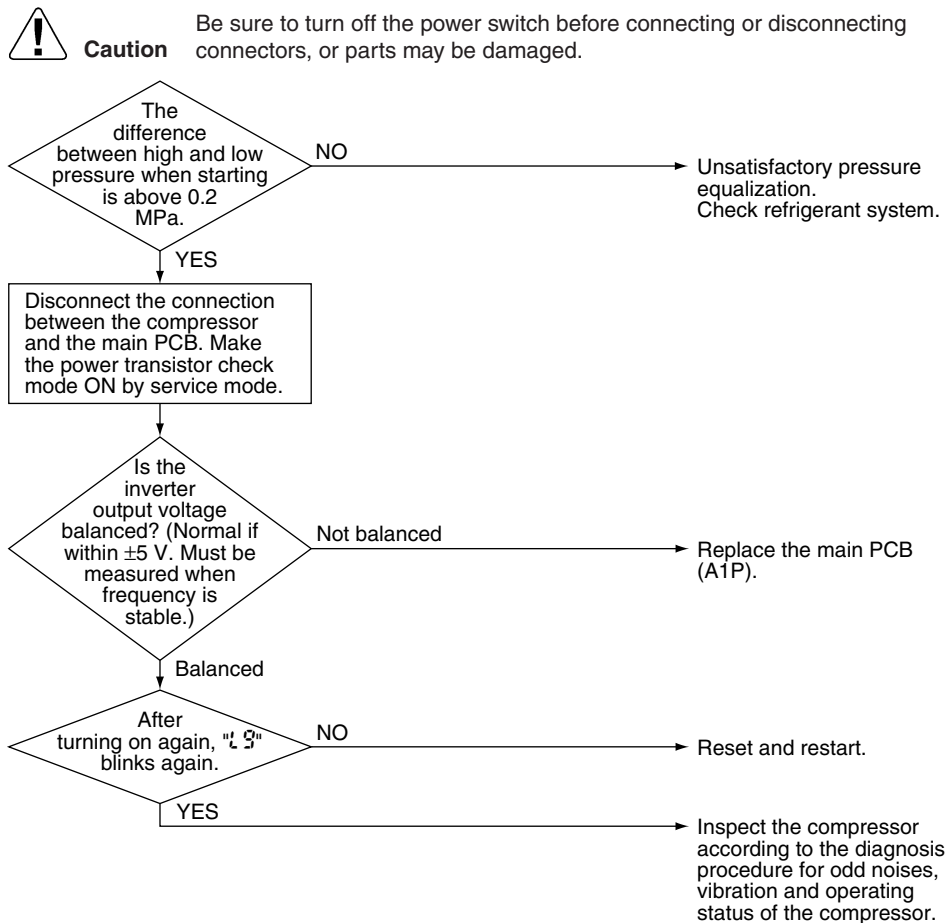 Be sure to turn off the power switch before connecting or disconnecting
Caution connectors, or parts may be damaged.
The
difference
between high and low
pressure when starting
is above 0.2
MPa.
NO
Unsatisfactory pressure
equalization.
Check refrigerant system.
YES
Disconnect the connection
between the compressor
and the main PCB. Make
the power transistor check
mode ON by service mode.
Is the
inverter
output voltage
balanced? (Normal if
within ±5 V. Must be
measured when
frequency is
stable.)
Not balanced
Replace the main PCB
(A1P).
Balanced
After
turning on again, "L9"
blinks again.
NO
Reset and restart.
YES
Inspect the compressor
according to the diagnosis
procedure for odd noises,
vibration and operating
status of the compressor.